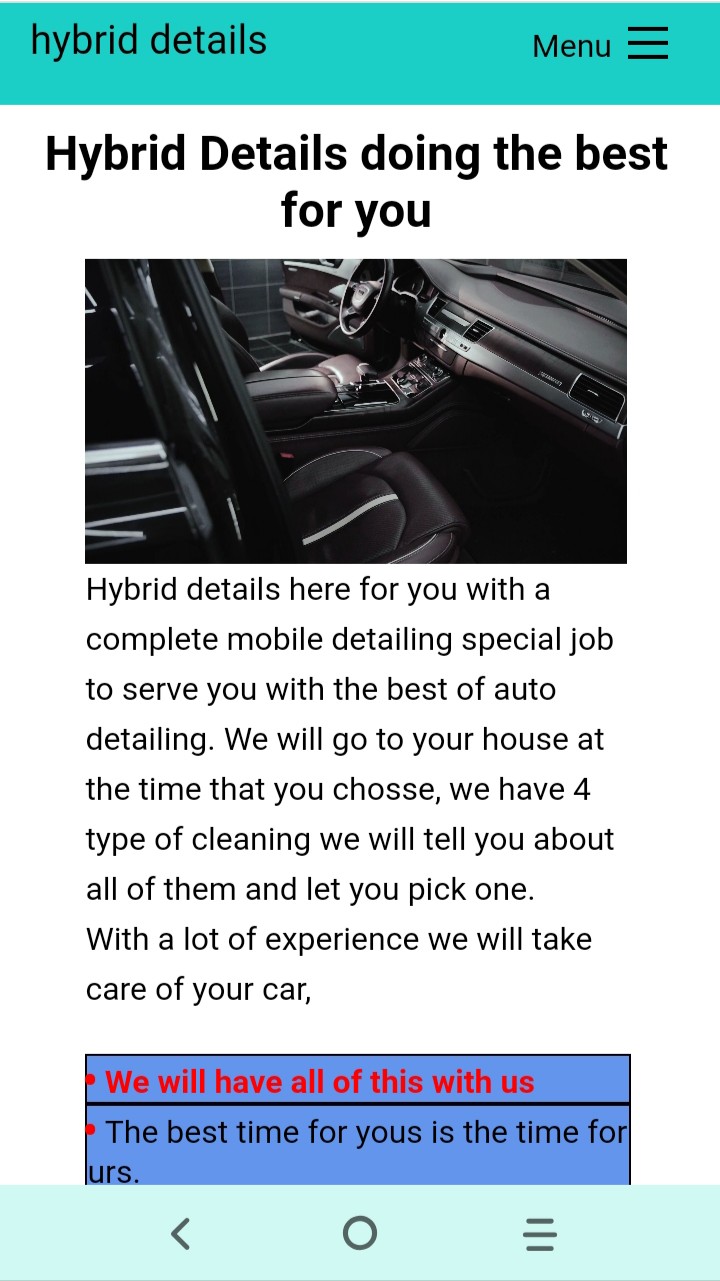 hybrid details
Menu
Hybrid Details doing the best
for you
Hybrid details here for you with a
complete mobile detailing special job
to serve you with the best of auto
detailing. We will go to your house at
the time that you chosse, we have 4
type of cleaning we will tell you about
all of them and let you pick one.
With a lot of experience we will take
care of your car,
• We will have all of this with us
• The best time for yous is the time for
urs.